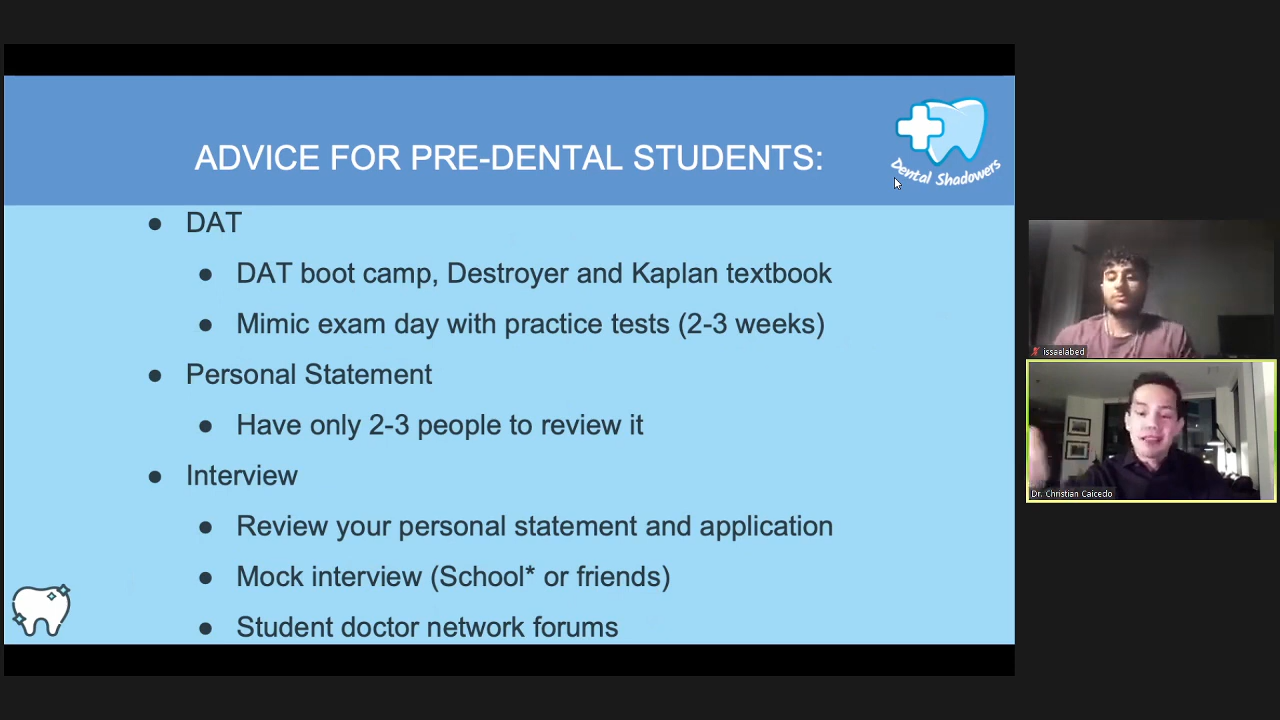 ADVICE FOR PRE-DENTAL STUDENTS:
Dental Shadowers
● DAT
● DAT boot camp, Destroyer and Kaplan textbook
● Mimic exam day with practice tests (2-3 weeks)
● Personal Statement
● Have only 2-3 people to review it
● Interview
● Review your personal statement and application
● Mock interview (School* or friends)
● Student doctor network forums
issaelabed
Dr. Christian Caicedo